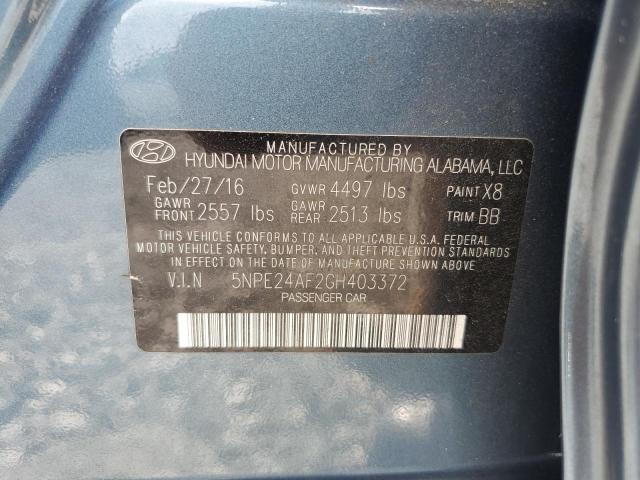 MANUFACTURED BY
HYUNDAI MOTOR MANUFACTURING ALABAMA, LLC
Feb/27/16 GVWR 4497 lbs PAINT X8
GAWR FRONT 2557 lbs GAWR REAR 2513 lbs TRIM BB
THIS VEHICLE CONFORMS TO ALL APPLICABLE U.S.A. FEDERAL
MOTOR VEHICLE SAFETY, BUMPER, AND THEFT PREVENTION STANDARDS
IN EFFECT ON THE DATE OF MANUFACTURE SHOWN ABOVE.
V.I.N 5NPE24AF2GH403372
PASSENGER CAR